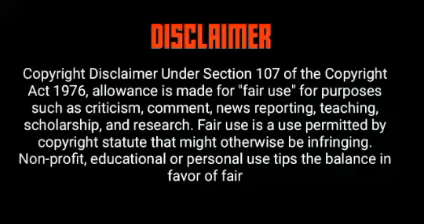 DISCLAIMER
Copyright Disclaimer Under Section 107 of the Copyright
Act 1976, allowance is made for "fair use" for purposes
such as criticism, comment, news reporting, teaching,
scholarship, and research. Fair use is a use permitted by
copyright statute that might otherwise be infringing.
Non-profit, educational or personal use tips the balance in
favor of fair